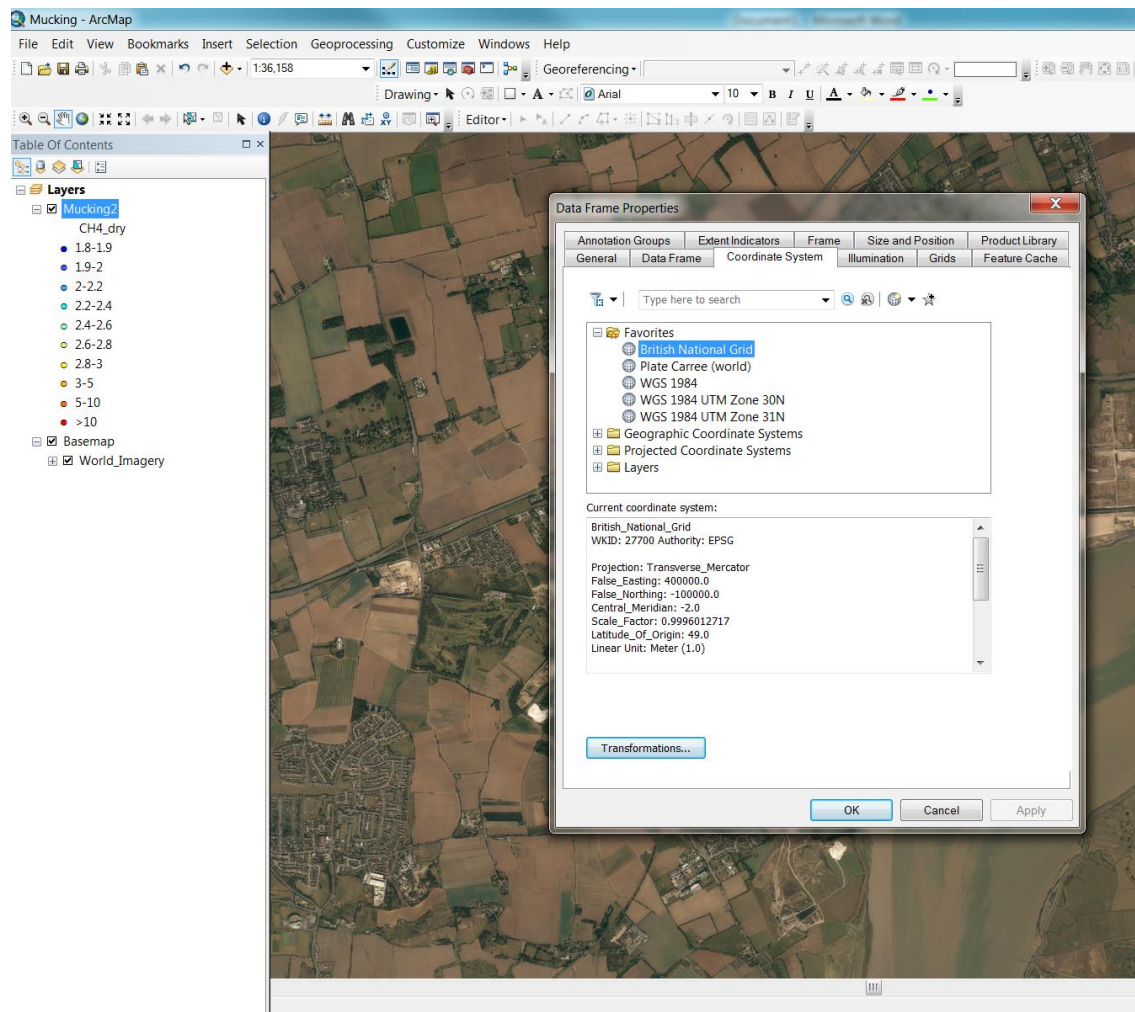 Mucking - ArcMap
File Edit View Bookmarks Insert Selection Geoprocessing Customize Windows Help
1:36,158
Georeferencing
Drawing
Arial
10
B I U A
Editor
Table Of Contents
Layers
Mucking2
CH4_dry
1.8-1.9
1.9-2
2-2.2
2.2-2.4
2.4-2.6
2.6-2.8
2.8-3
3-5
5-10
>10
Basemap
World_Imagery
Data Frame Properties
Annotation Groups Extent Indicators Frame Size and Position Product Library
General Data Frame Coordinate System Illumination Grids Feature Cache
Type here to search
Favorites
British National Grid
Plate Carree (world)
WGS 1984
WGS 1984 UTM Zone 30N
WGS 1984 UTM Zone 31N
Geographic Coordinate Systems
Projected Coordinate Systems
Layers
Current coordinate system:
British_National_Grid
WKID: 27700 Authority: EPSG
Projection: Transverse_Mercator
False_Easting: 400000.0
False_Northing: -100000.0
Central_Meridian: -2.0
Scale_Factor: 0.9996012717
Latitude_Of_Origin: 49.0
Linear Unit: Meter (1.0)
Transformations...
OK Cancel Apply